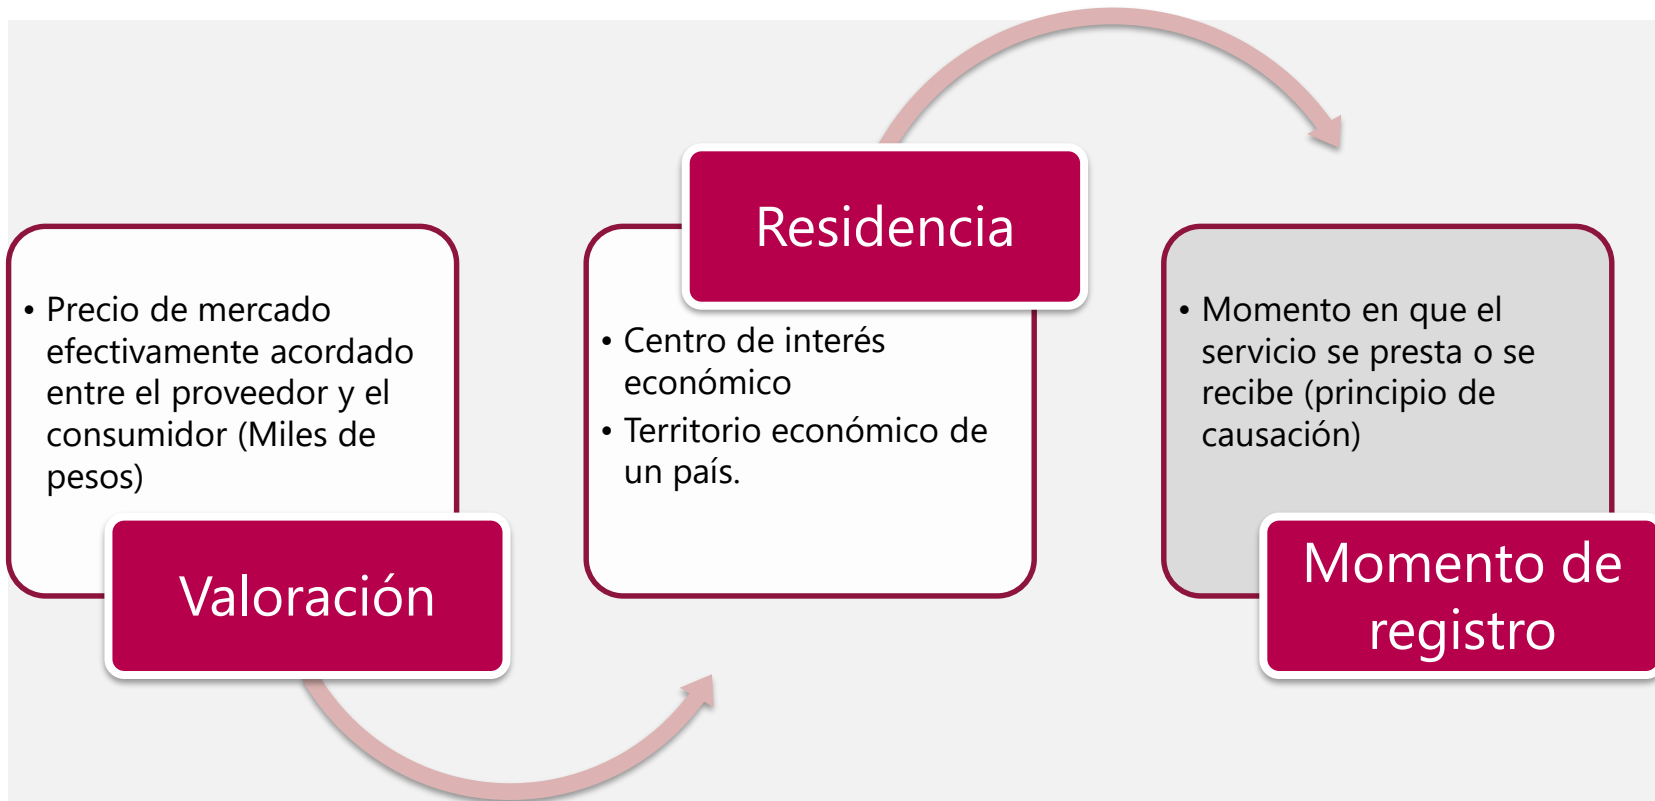 • Precio de mercado
efectivamente acordado
entre el proveedor y el
consumidor (Miles de
pesos)
Valoración
Residencia
• Centro de interés
económico
• Territorio económico de
un país.
• Momento en que el
servicio se presta o se
recibe (principio de
causación)
Momento de
registro